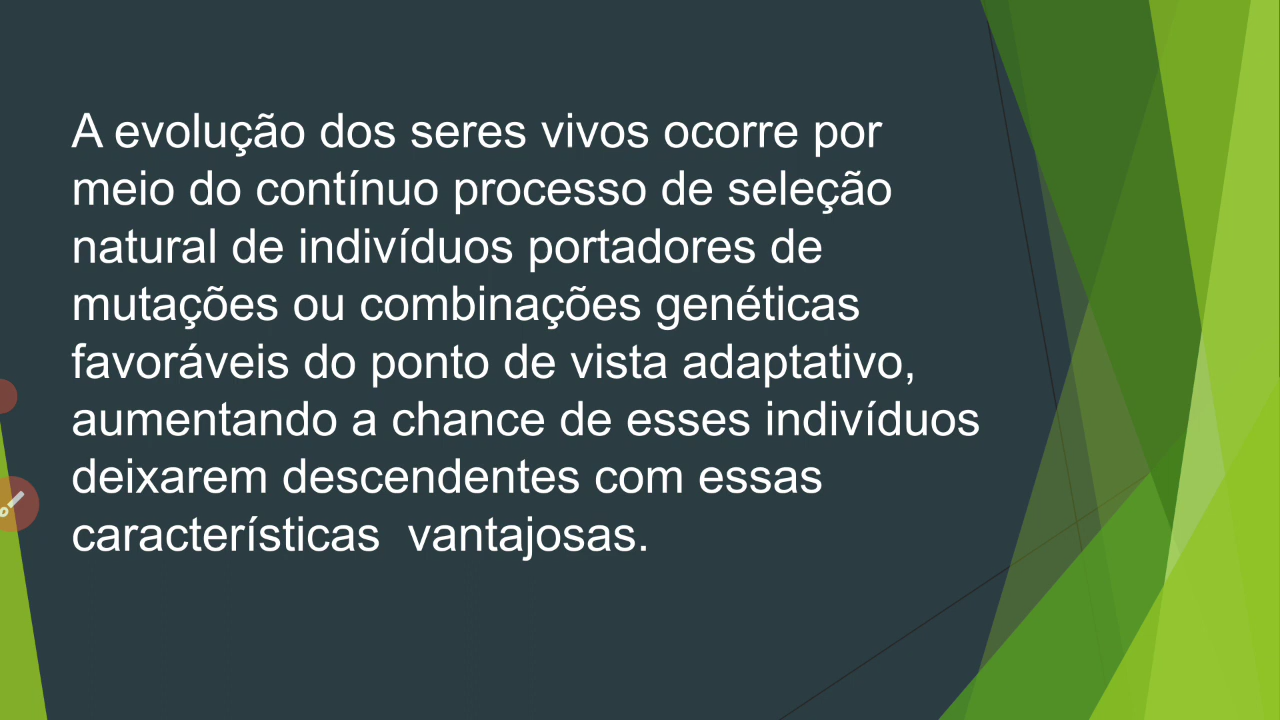 A evolução dos seres vivos ocorre por
meio do contínuo processo de seleção
natural de indivíduos portadores de
mutações ou combinações genéticas
favoráveis do ponto de vista adaptativo,
aumentando a chance de esses indivíduos
deixarem descendentes com essas
características  vantajosas.